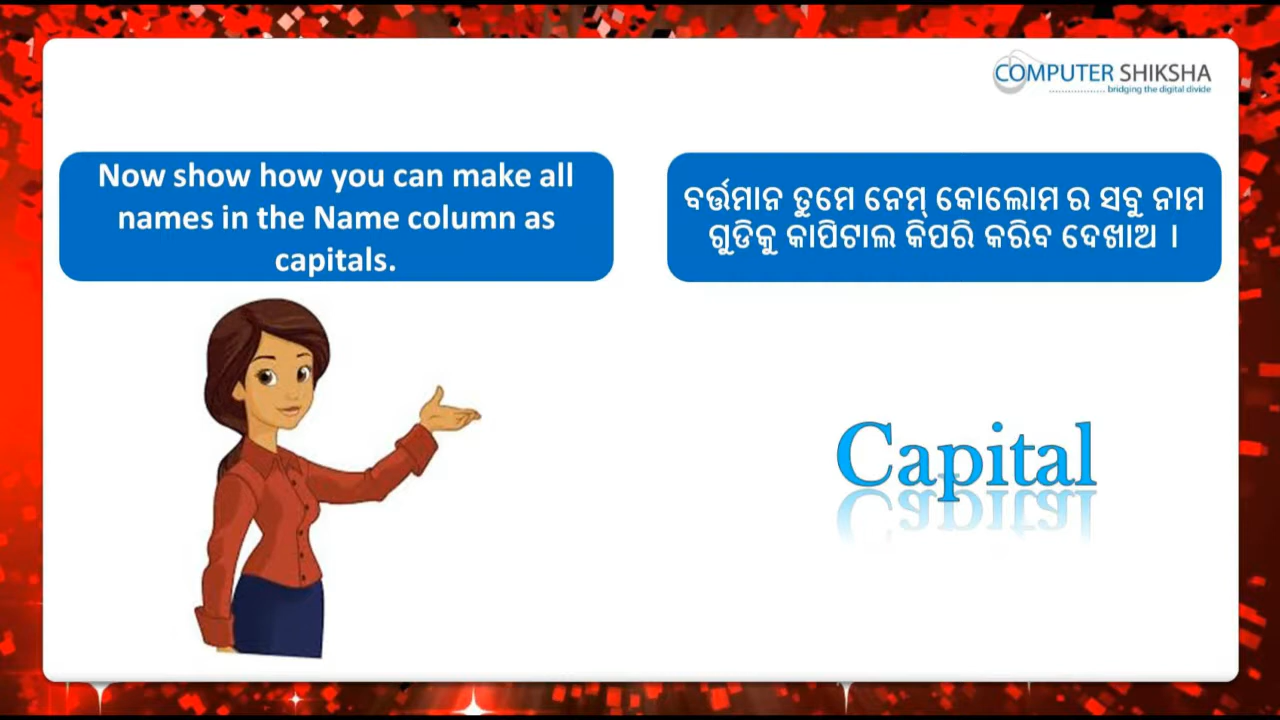 COMPUTER SHIKSHA
bridging the digital divide
Now show how you can make all
names in the Name column as
capitals.
ବର୍ତ୍ତମାନ ତୁମେ ନେମ୍ କୋଲୋମ ର ସବୁ ନାମ
ଗୁଡିକୁ କାପିଟାଲ କିପରି କରିବ ଦେଖାଅ ।
Capital